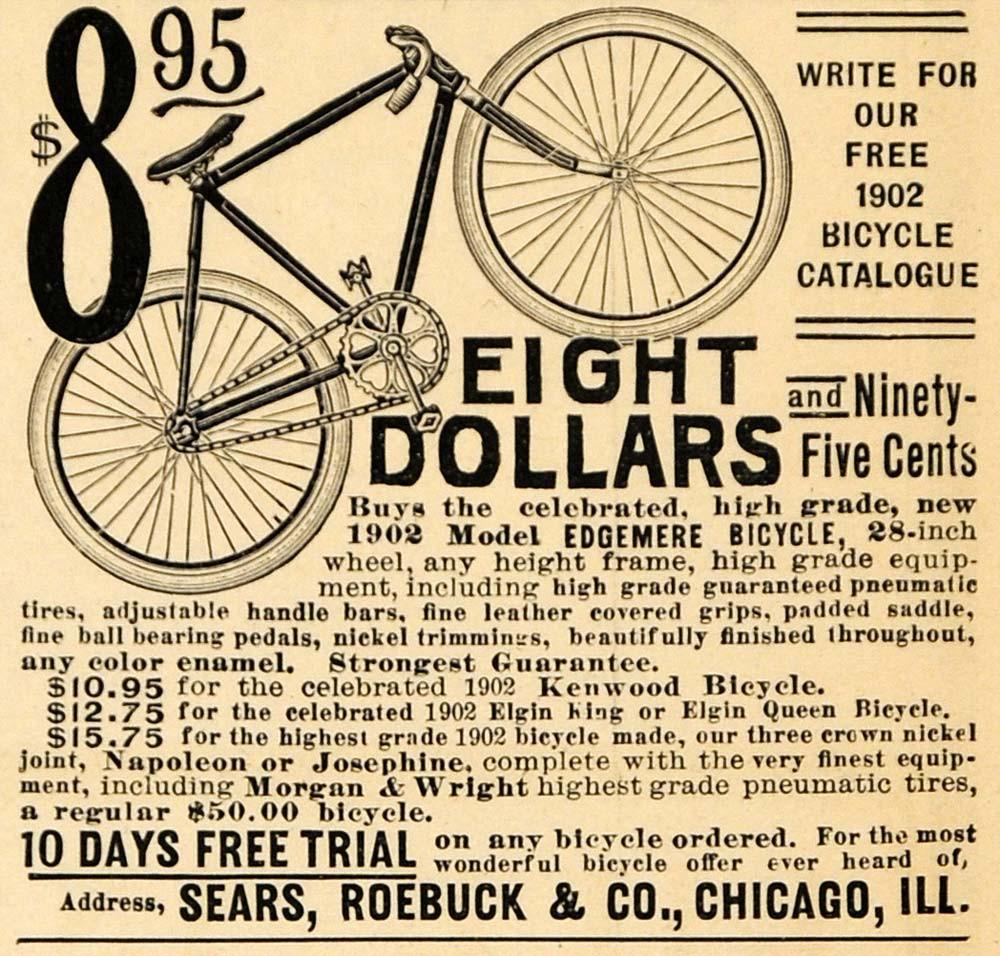 $8 95
WRITE FOR
OUR
FREE
1902
BICYCLE
CATALOGUE
EIGHT
DOLLARS
and Ninety-
Five Cents
Buys the celebrated, high grade, new
1902 Model EDGEMERE BICYCLE, 28-inch
wheel, any height frame, high grade equip-
ment, including high grade guaranteed pneumatic
tires, adjustable handle bars, fine leather covered grips, padded saddle,
fine ball bearing pedals, nickel trimmings, beautifully finished throughout,
any color enamel. Strongest Guarantee.
$10.95 for the celebrated 1902 Kenwood Bicycle.
$12.75 for the celebrated 1902 Elgin King or Elgin Queen Bicycle.
$15.75 for the highest grade 1902 bicycle made, our three crown nickel
joint, Napoleon or Josephine, complete with the very finest equip-
ment, including Morgan & Wright highest grade pneumatic tires,
a regular $50.00 bicycle.
10 DAYS FREE TRIAL on any bicycle ordered. For the most
wonderful bicycle offer ever heard of,
Address, SEARS, ROEBUCK & CO., CHICAGO, ILL.